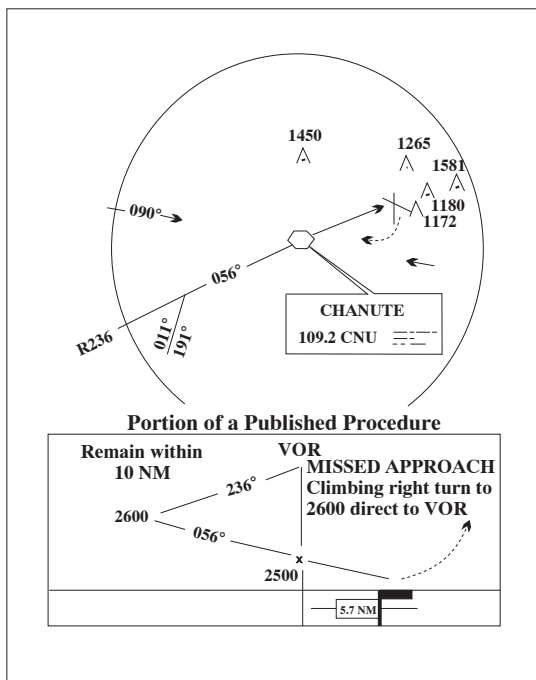 1450
1265
1581
1180
1172
090°
056°
R236
011°
191°
CHANUTE
109.2 CNU
Portion of a Published Procedure
Remain within
10 NM
VOR
MISSED APPROACH
Climbing right turn to
2600 direct to VOR
236°
2600
056°
x
2500
5.7 NM